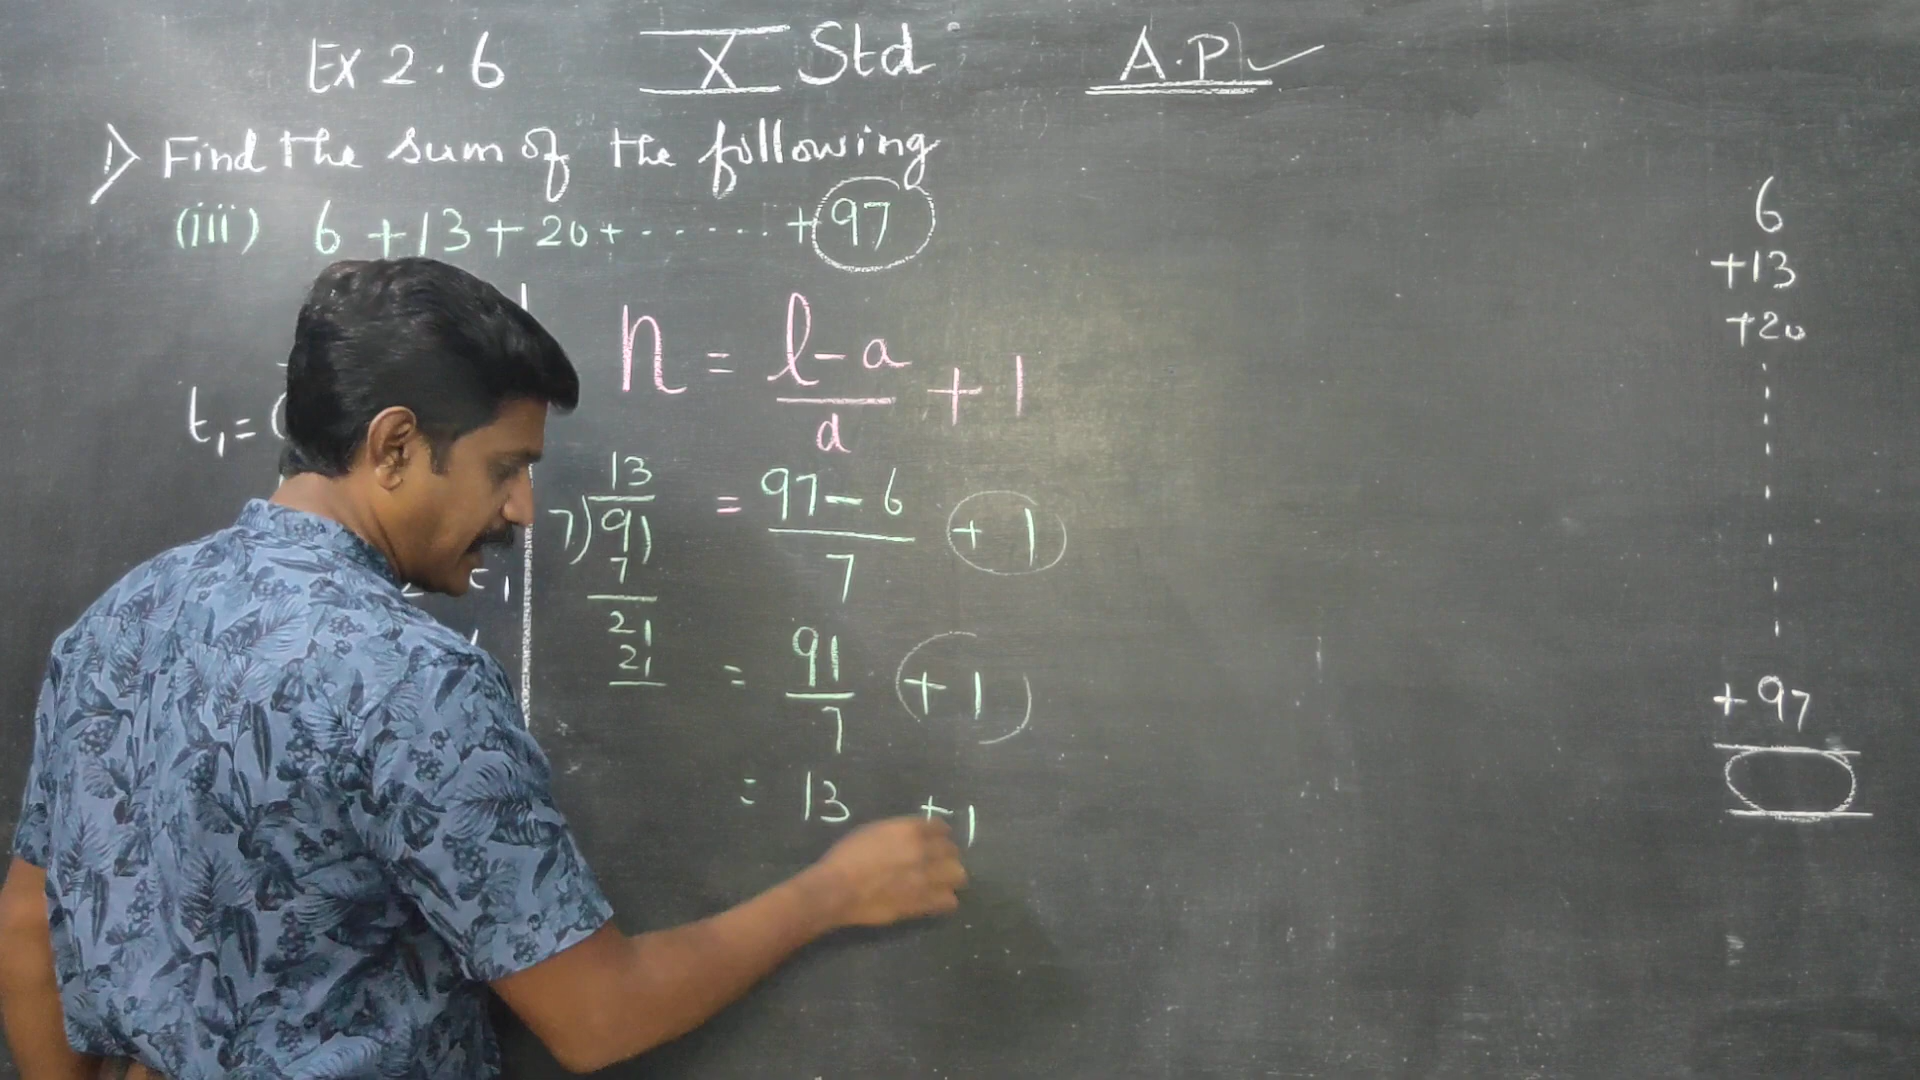 Ex 2.6 X Std A.P
1) Find the sum of the following
(iii) 6 + 13 + 20 + ...... + 97
t₁ =
n = l - a / d + 1
= 97 - 6 / 7 + 1
= 91 / 7 + 1
= 13 + 1
13
7)91
7
21
21
6
+13
+20
+97